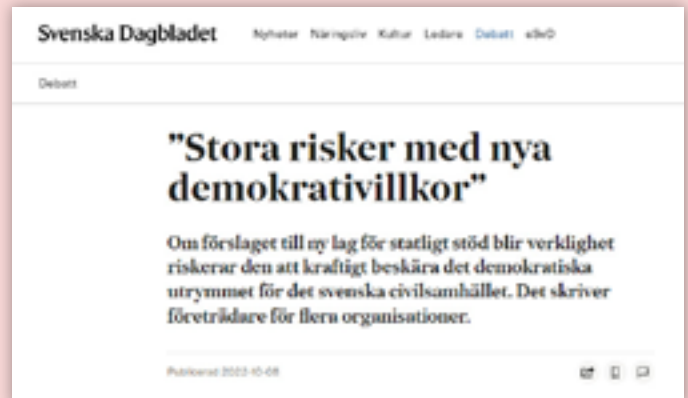 Svenska Dagbladet
Nyheter Näringsliv Kultur Ledare Debatt
Debatt
”Stora risker med nya
demokrativillkor”
Om förslaget till ny lag för statligt stöd blir verklighet
riskerar den att kraftigt beskära det demokratiska
utrymmet för det svenska civilsamhället. Det skriver
företrädare för flera organisationer.
Publicerat